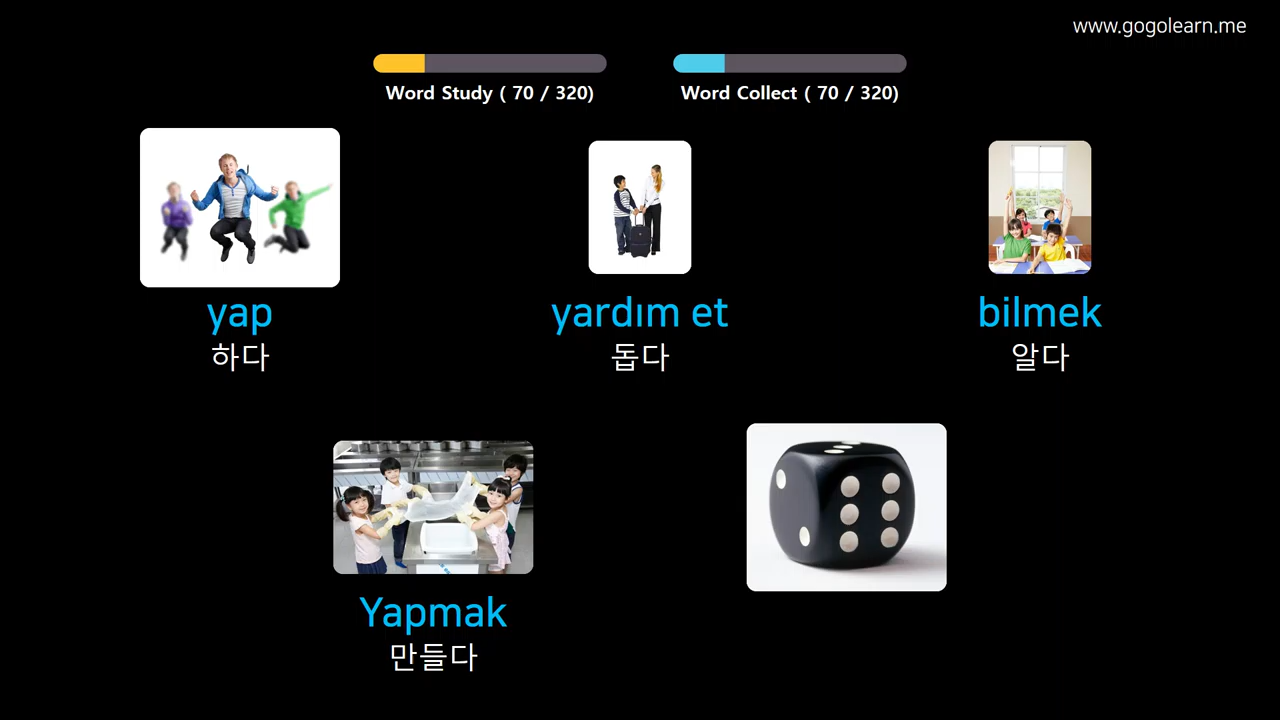 www.gogolearn.me
Word Study ( 70 / 320)
Word Collect ( 70 / 320)
yap
하다
yardım et
돕다
bilmek
알다
Yapmak
만들다